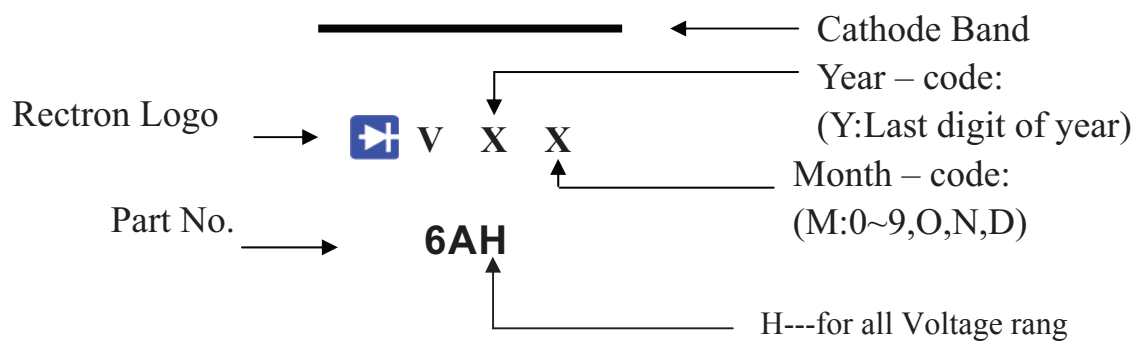 Cathode Band
Year – code:
(Y:Last digit of year)
Rectron Logo
V X X
Month – code:
(M:0~9,O,N,D)
Part No.
6AH
H---for all Voltage rang